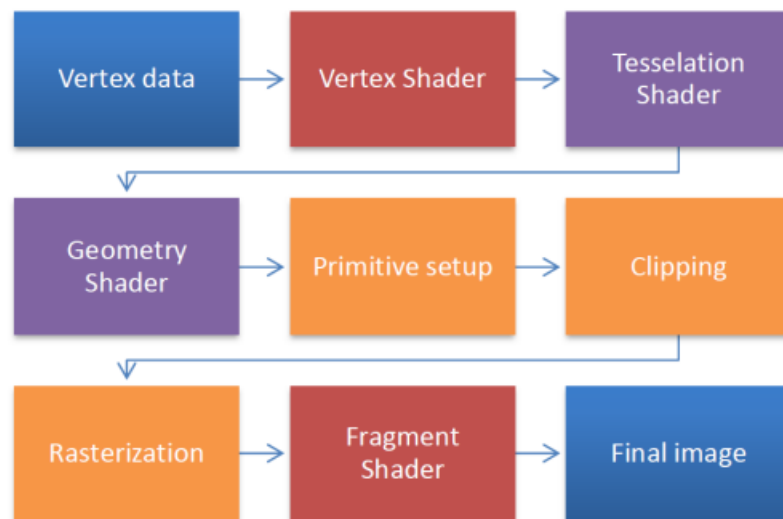 Vertex data
Vertex Shader
Tesselation
Shader
Geometry
Shader
Primitive setup
Clipping
Rasterization
Fragment
Shader
Final image